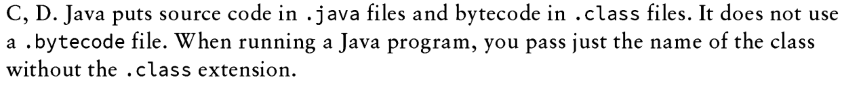 C, D. Java puts source code in .java files and bytecode in .class files. It does not use
a .bytecode file. When running a Java program, you pass just the name of the class
without the .class extension.